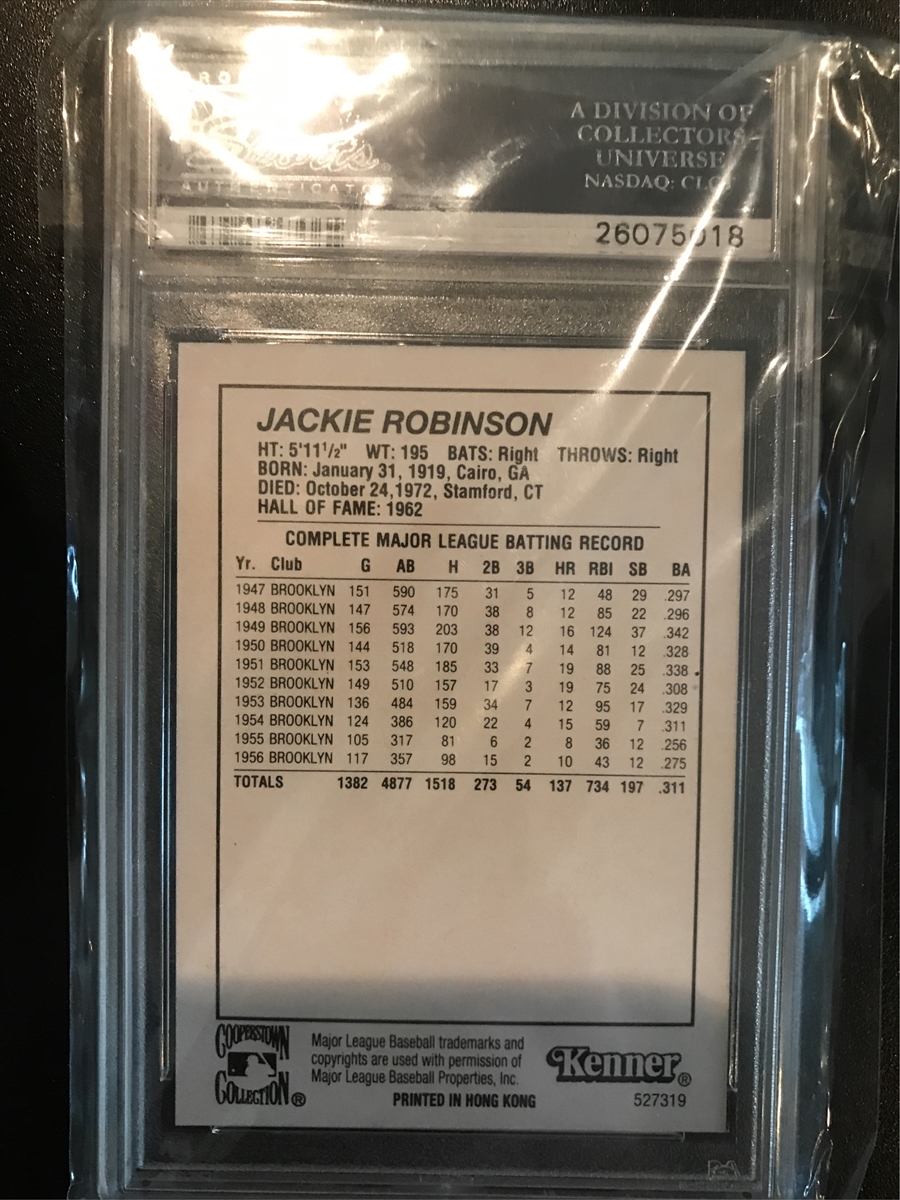 A DIVISION OF
COLLECTORS
UNIVERSE
NASDAQ: CLCT
AUTHENTICATOR
26075018
JACKIE ROBINSON
HT: 5'11 1/2" WT: 195 BATS: Right THROWS: Right
BORN: January 31, 1919, Cairo, GA
DIED: October 24,1972, Stamford, CT
HALL OF FAME: 1962
COMPLETE MAJOR LEAGUE BATTING RECORD
Yr. Club G AB H 2B 3B HR RBI SB BA
1947 BROOKLYN 151 590 175 31 5 12 48 29 .297
1948 BROOKLYN 147 574 170 38 8 12 85 22 .296
1949 BROOKLYN 156 593 203 38 12 16 124 37 .342
1950 BROOKLYN 144 518 170 39 4 14 81 12 .328
1951 BROOKLYN 153 548 185 33 7 19 88 25 .338
1952 BROOKLYN 149 510 157 17 3 19 75 24 .308
1953 BROOKLYN 136 484 159 34 7 12 95 17 .329
1954 BROOKLYN 124 386 120 22 4 15 59 7 .311
1955 BROOKLYN 105 317 81 6 2 8 36 12 .256
1956 BROOKLYN 117 357 98 15 2 10 43 12 .275
TOTALS 1382 4877 1518 273 54 137 734 197 .311
COOPERSTOWN
COLLECTION®
Major League Baseball trademarks and
copyrights are used with permission of
Major League Baseball Properties, Inc.
PRINTED IN HONG KONG
Kenner®
527319